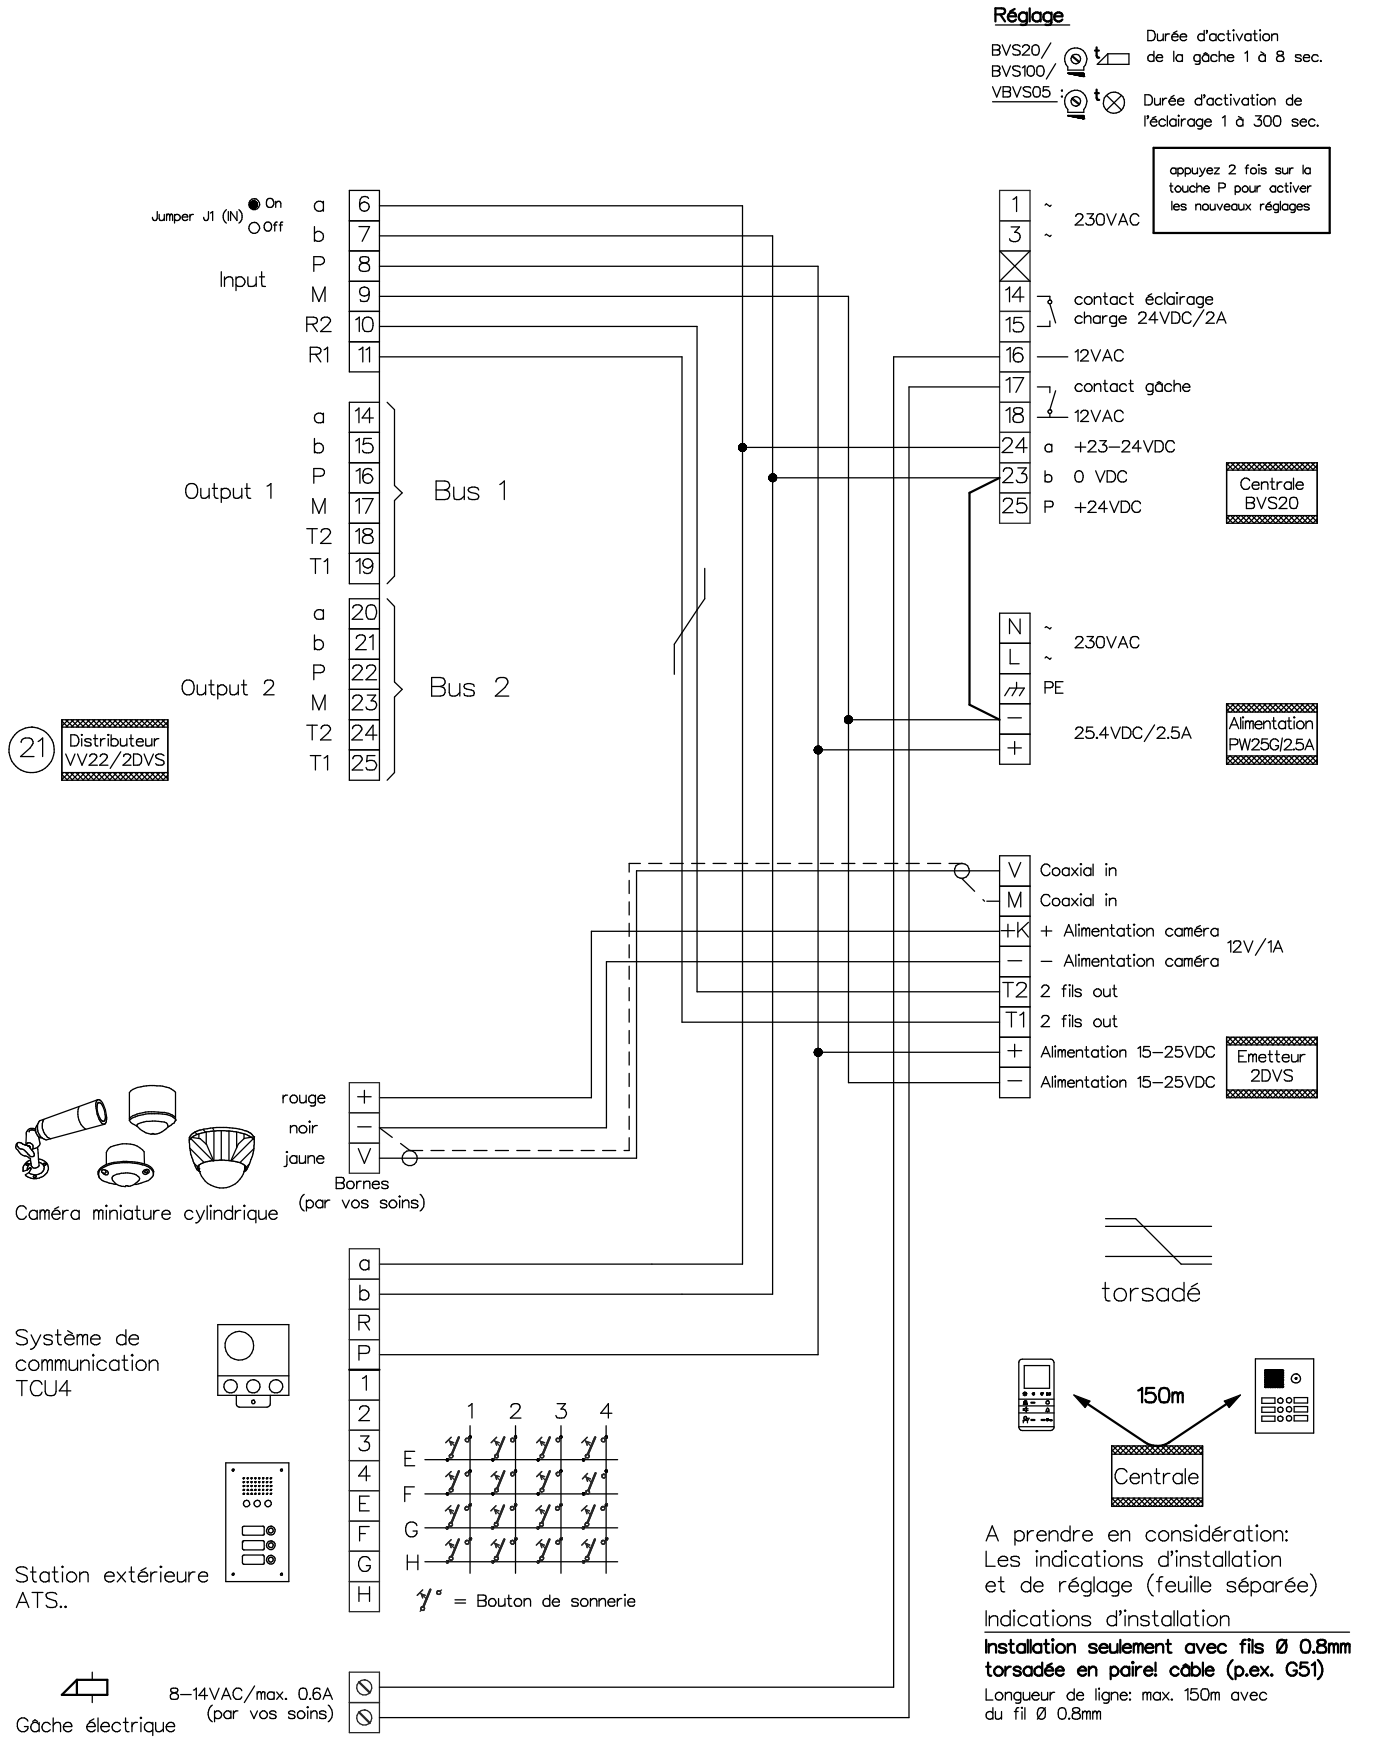 Réglage
BVS20/
BVS100/
VBVS05 :
t
Durée d'activation
de la gâche 1 à 8 sec.
t
Durée d'activation de
l'éclairage 1 à 300 sec.
appuyez 2 fois sur la
touche P pour activer
les nouveaux réglages
Jumper J1 (IN)
On
Off
Input
a 6
b 7
P 8
M 9
R2 10
R1 11
Output 1
a 14
b 15
P 16
M 17
T2 18
T1 19
Bus 1
Output 2
a 20
b 21
P 22
M 23
T2 24
T1 25
Bus 2
21
Distributeur
VV22/2DVS
1 ~
3 ~
230VAC
14
15
contact éclairage
charge 24VDC/2A
16 12VAC
17 contact gâche
18 12VAC
24 a +23-24VDC
23 b 0 VDC
25 P +24VDC
Centrale
BVS20
N ~
L ~
230VAC
PE
-
+
25.4VDC/2.5A
Alimentation
PW25G/2.5A
V Coaxial in
M Coaxial in
+K + Alimentation caméra
- - Alimentation caméra
12V/1A
T2 2 fils out
T1 2 fils out
+ Alimentation 15-25VDC
- Alimentation 15-25VDC
Emetteur
2DVS
rouge +
noir -
jaune V
Bornes
(par vos soins)
Caméra miniature cylindrique
a
b
R
P
1
2
3
4
E
F
G
H
Système de
communication
TCU4
Station extérieure
ATS..
1 2 3 4
E
F
G
H
= Bouton de sonnerie
8-14VAC/max. 0.6A
(par vos soins)
Gâche électrique
torsadé
150m
Centrale
A prendre en considération:
Les indications d'installation
et de réglage (feuille séparée)
Indications d'installation
Installation seulement avec fils Ø 0.8mm
torsadée en paire! câble (p.ex. G51)
Longueur de ligne: max. 150m avec
du fil Ø 0.8mm